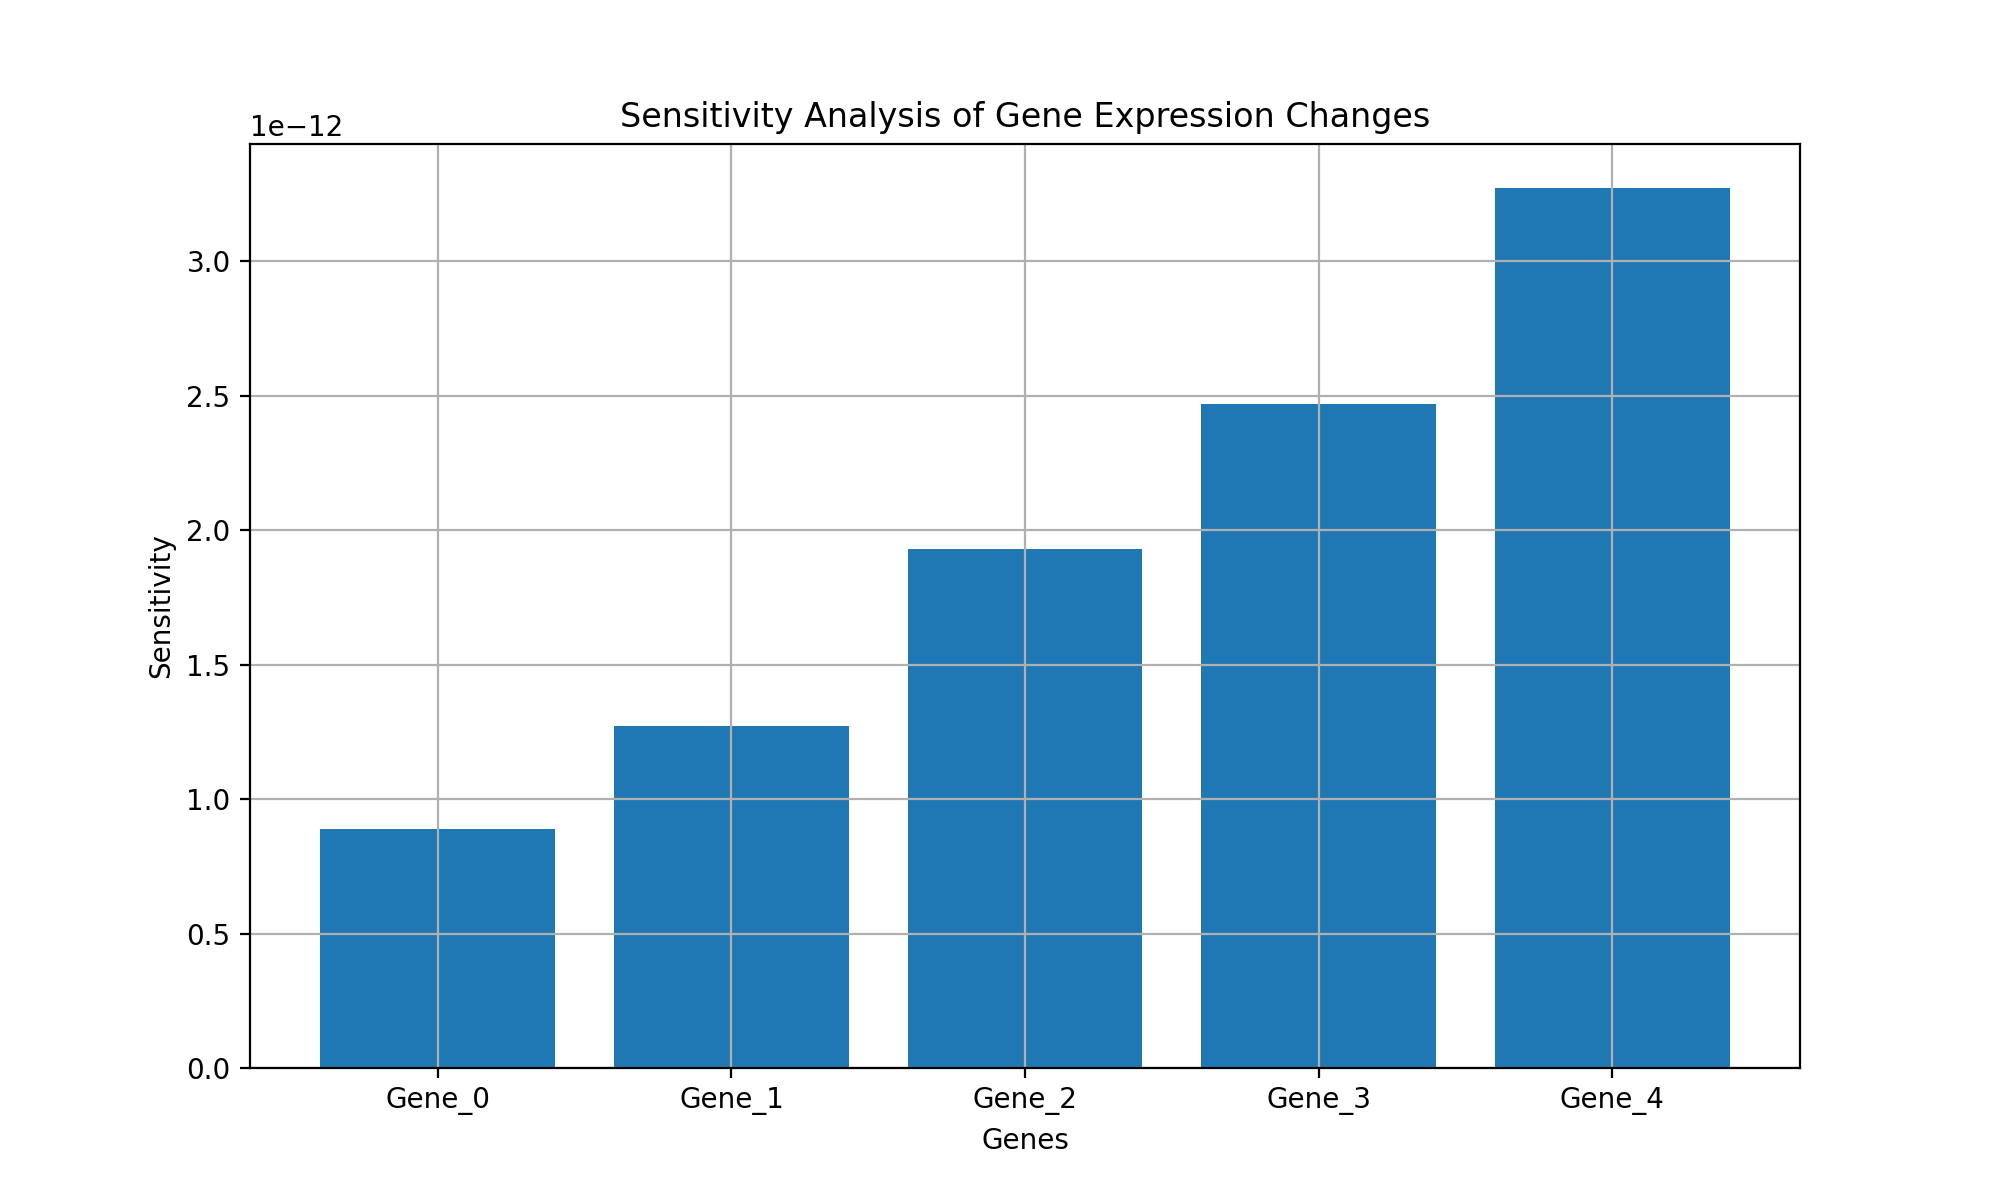 Sensitivity Analysis of Gene Expression Changes
1e−12
3.0
2.5
2.0
1.5
1.0
0.5
0.0
Sensitivity
Gene_0 Gene_1 Gene_2 Gene_3 Gene_4
Genes